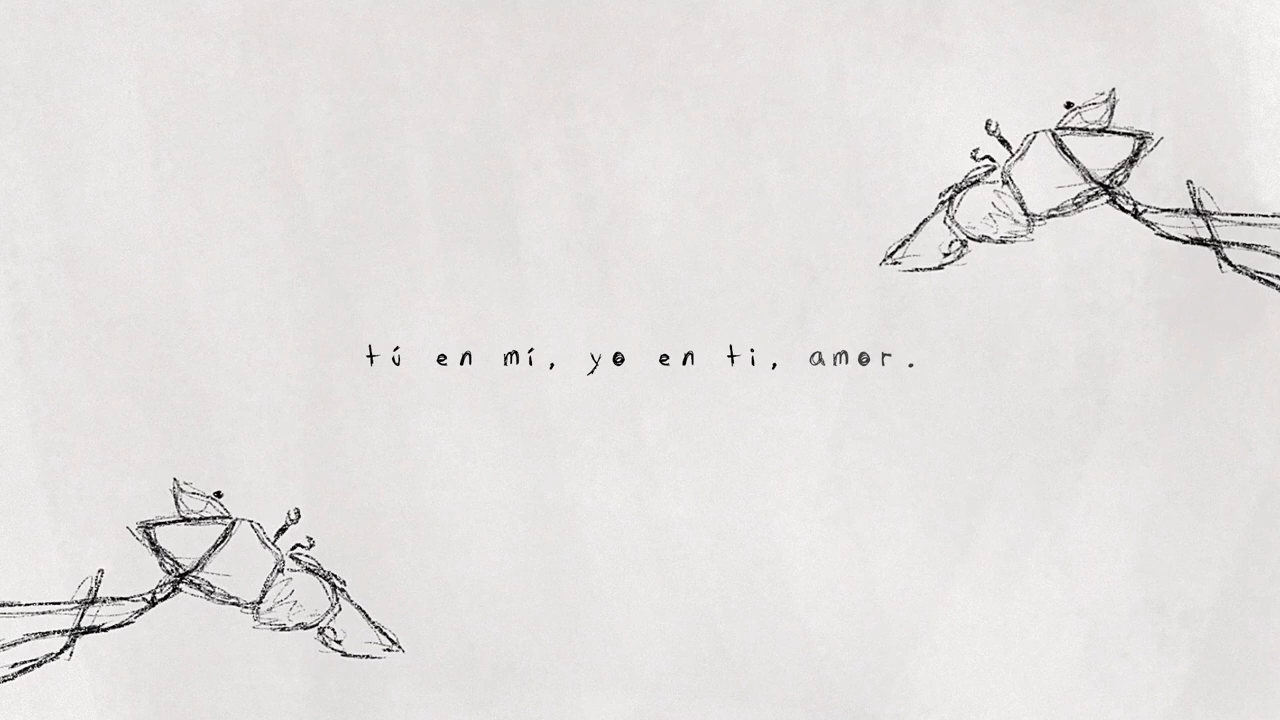 tú en mí, yo en ti, amor.